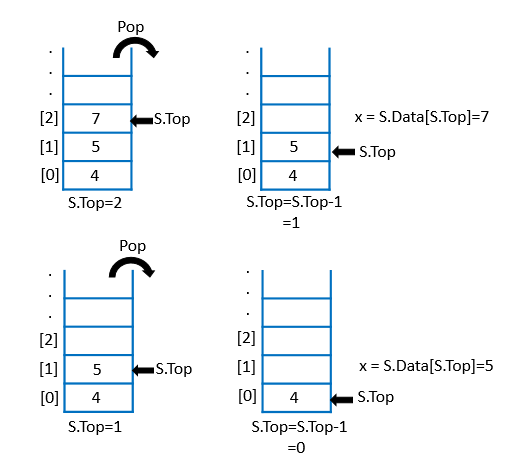 Pop
.
.
.
[2] 7 S.Top
[1] 5
[0] 4
S.Top=2
.
.
.
[2] x = S.Data[S.Top]=7
[1] 5 S.Top
[0] 4
S.Top=S.Top-1
=1
Pop
.
.
.
[2]
[1] 5 S.Top
[0] 4
S.Top=1
.
.
.
[2]
[1] x = S.Data[S.Top]=5
[0] 4 S.Top
S.Top=S.Top-1
=0